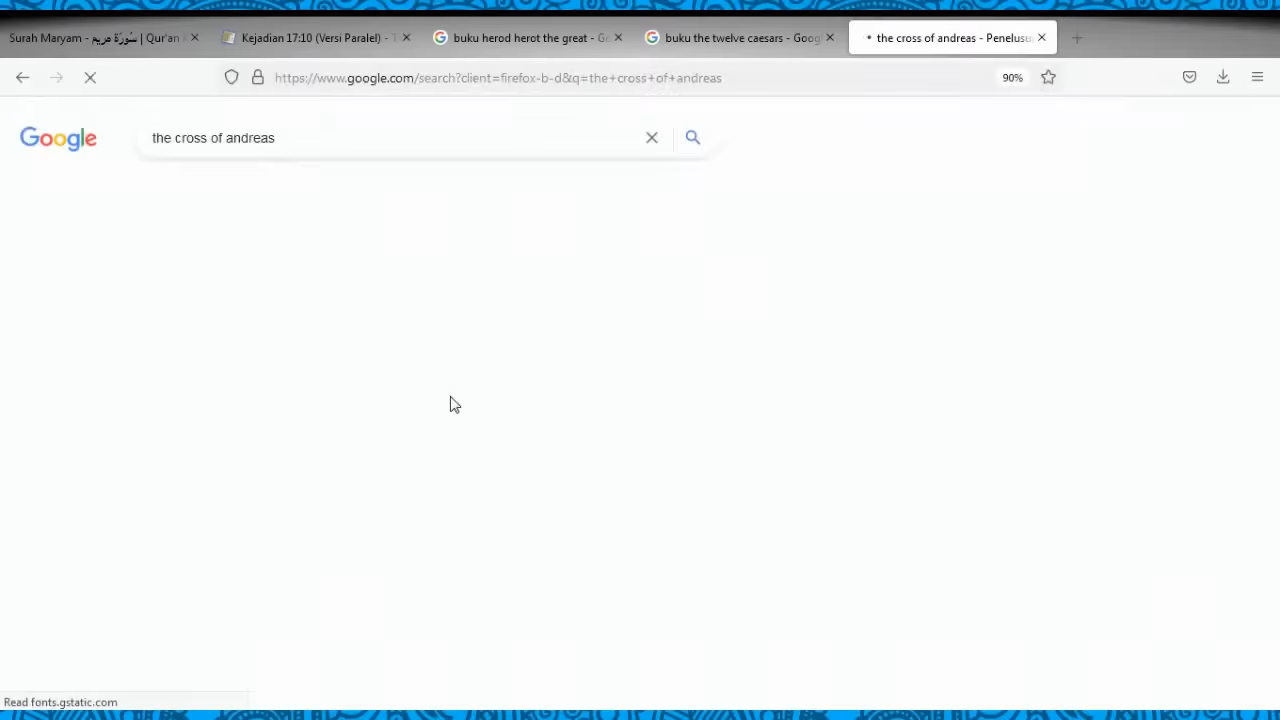 Surah Maryam - سُورَة مريم | Qur'an
Kejadian 17:10 (Versi Paralel) -
buku herod herot the great -
buku the twelve caesars - Goog
the cross of andreas - Penelusu
https://www.google.com/search?client=firefox-b-d&q=the+cross+of+andreas
90%
Google
the cross of andreas
Read fonts.gstatic.com